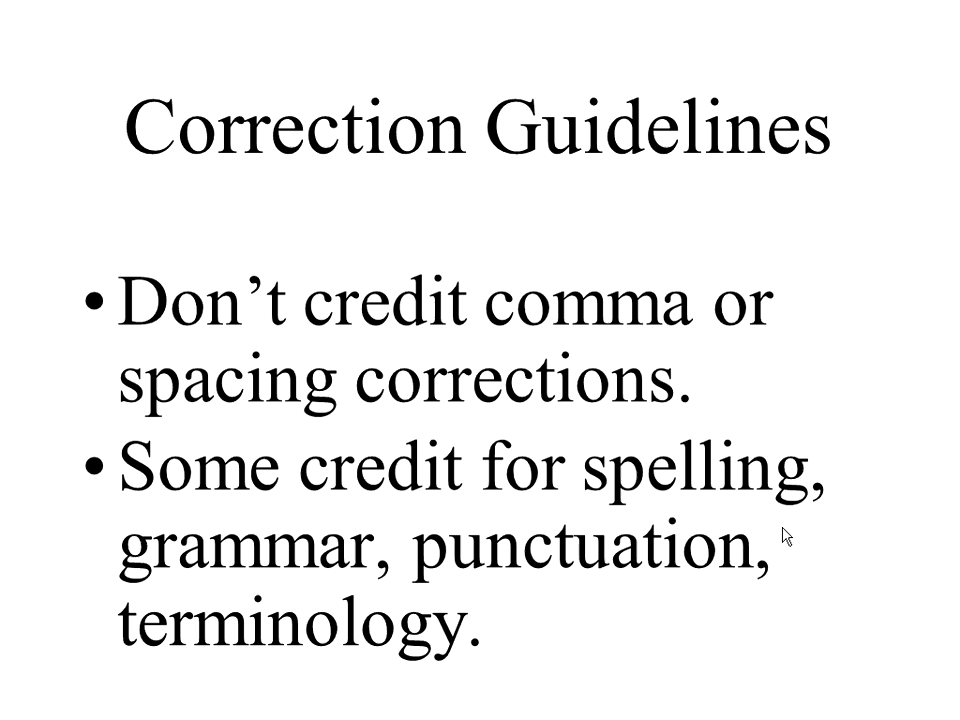 Correction Guidelines
•Don’t credit comma or
spacing corrections.
•Some credit for spelling,
grammar, punctuation,
terminology.